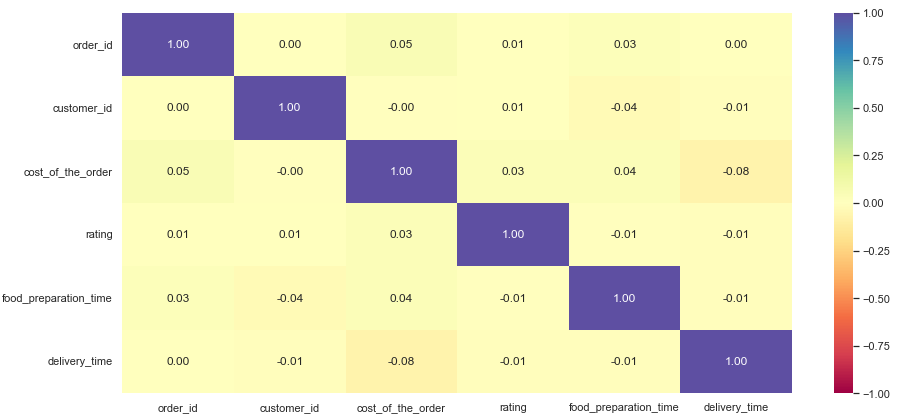 order_id 1.00 0.00 0.05 0.01 0.03 0.00
customer_id 0.00 1.00 -0.00 0.01 -0.04 -0.01
cost_of_the_order 0.05 -0.00 1.00 0.03 0.04 -0.08
rating 0.01 0.01 0.03 1.00 -0.01 -0.01
food_preparation_time 0.03 -0.04 0.04 -0.01 1.00 -0.01
delivery_time 0.00 -0.01 -0.08 -0.01 -0.01 1.00
order_id customer_id cost_of_the_order rating food_preparation_time delivery_time
1.00
0.75
0.50
0.25
0.00
−0.25
−0.50
−0.75
−1.00